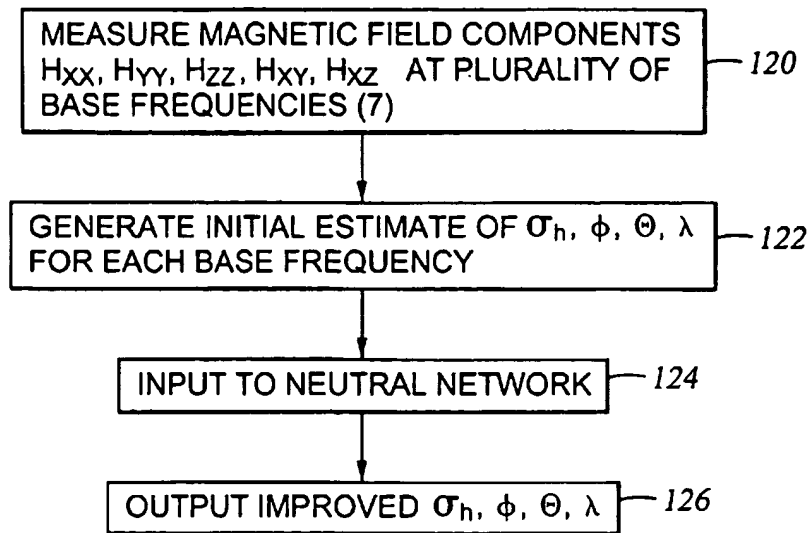 MEASURE MAGNETIC FIELD COMPONENTS
HXX, HYY, HZZ, HXY, HXZ AT PLURALITY OF
BASE FREQUENCIES (7)
120
GENERATE INITIAL ESTIMATE OF σh, ϕ, Θ, λ
FOR EACH BASE FREQUENCY
122
INPUT TO NEUTRAL NETWORK
124
OUTPUT IMPROVED σh, ϕ, Θ, λ
126